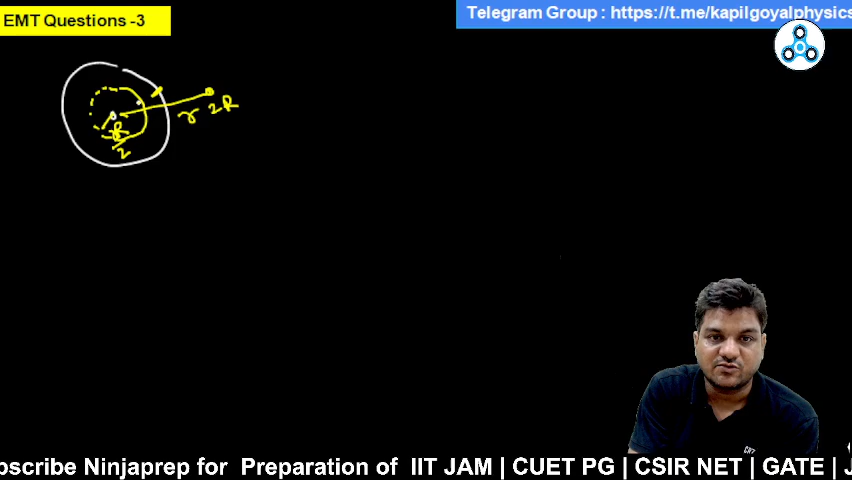 EMT Questions -3
Telegram Group : https://t.me/kapilgoyalphysics
r 2R
R
2
bscribe Ninjaprep for Preparation of IIT JAM | CUET PG | CSIR NET | GATE | J